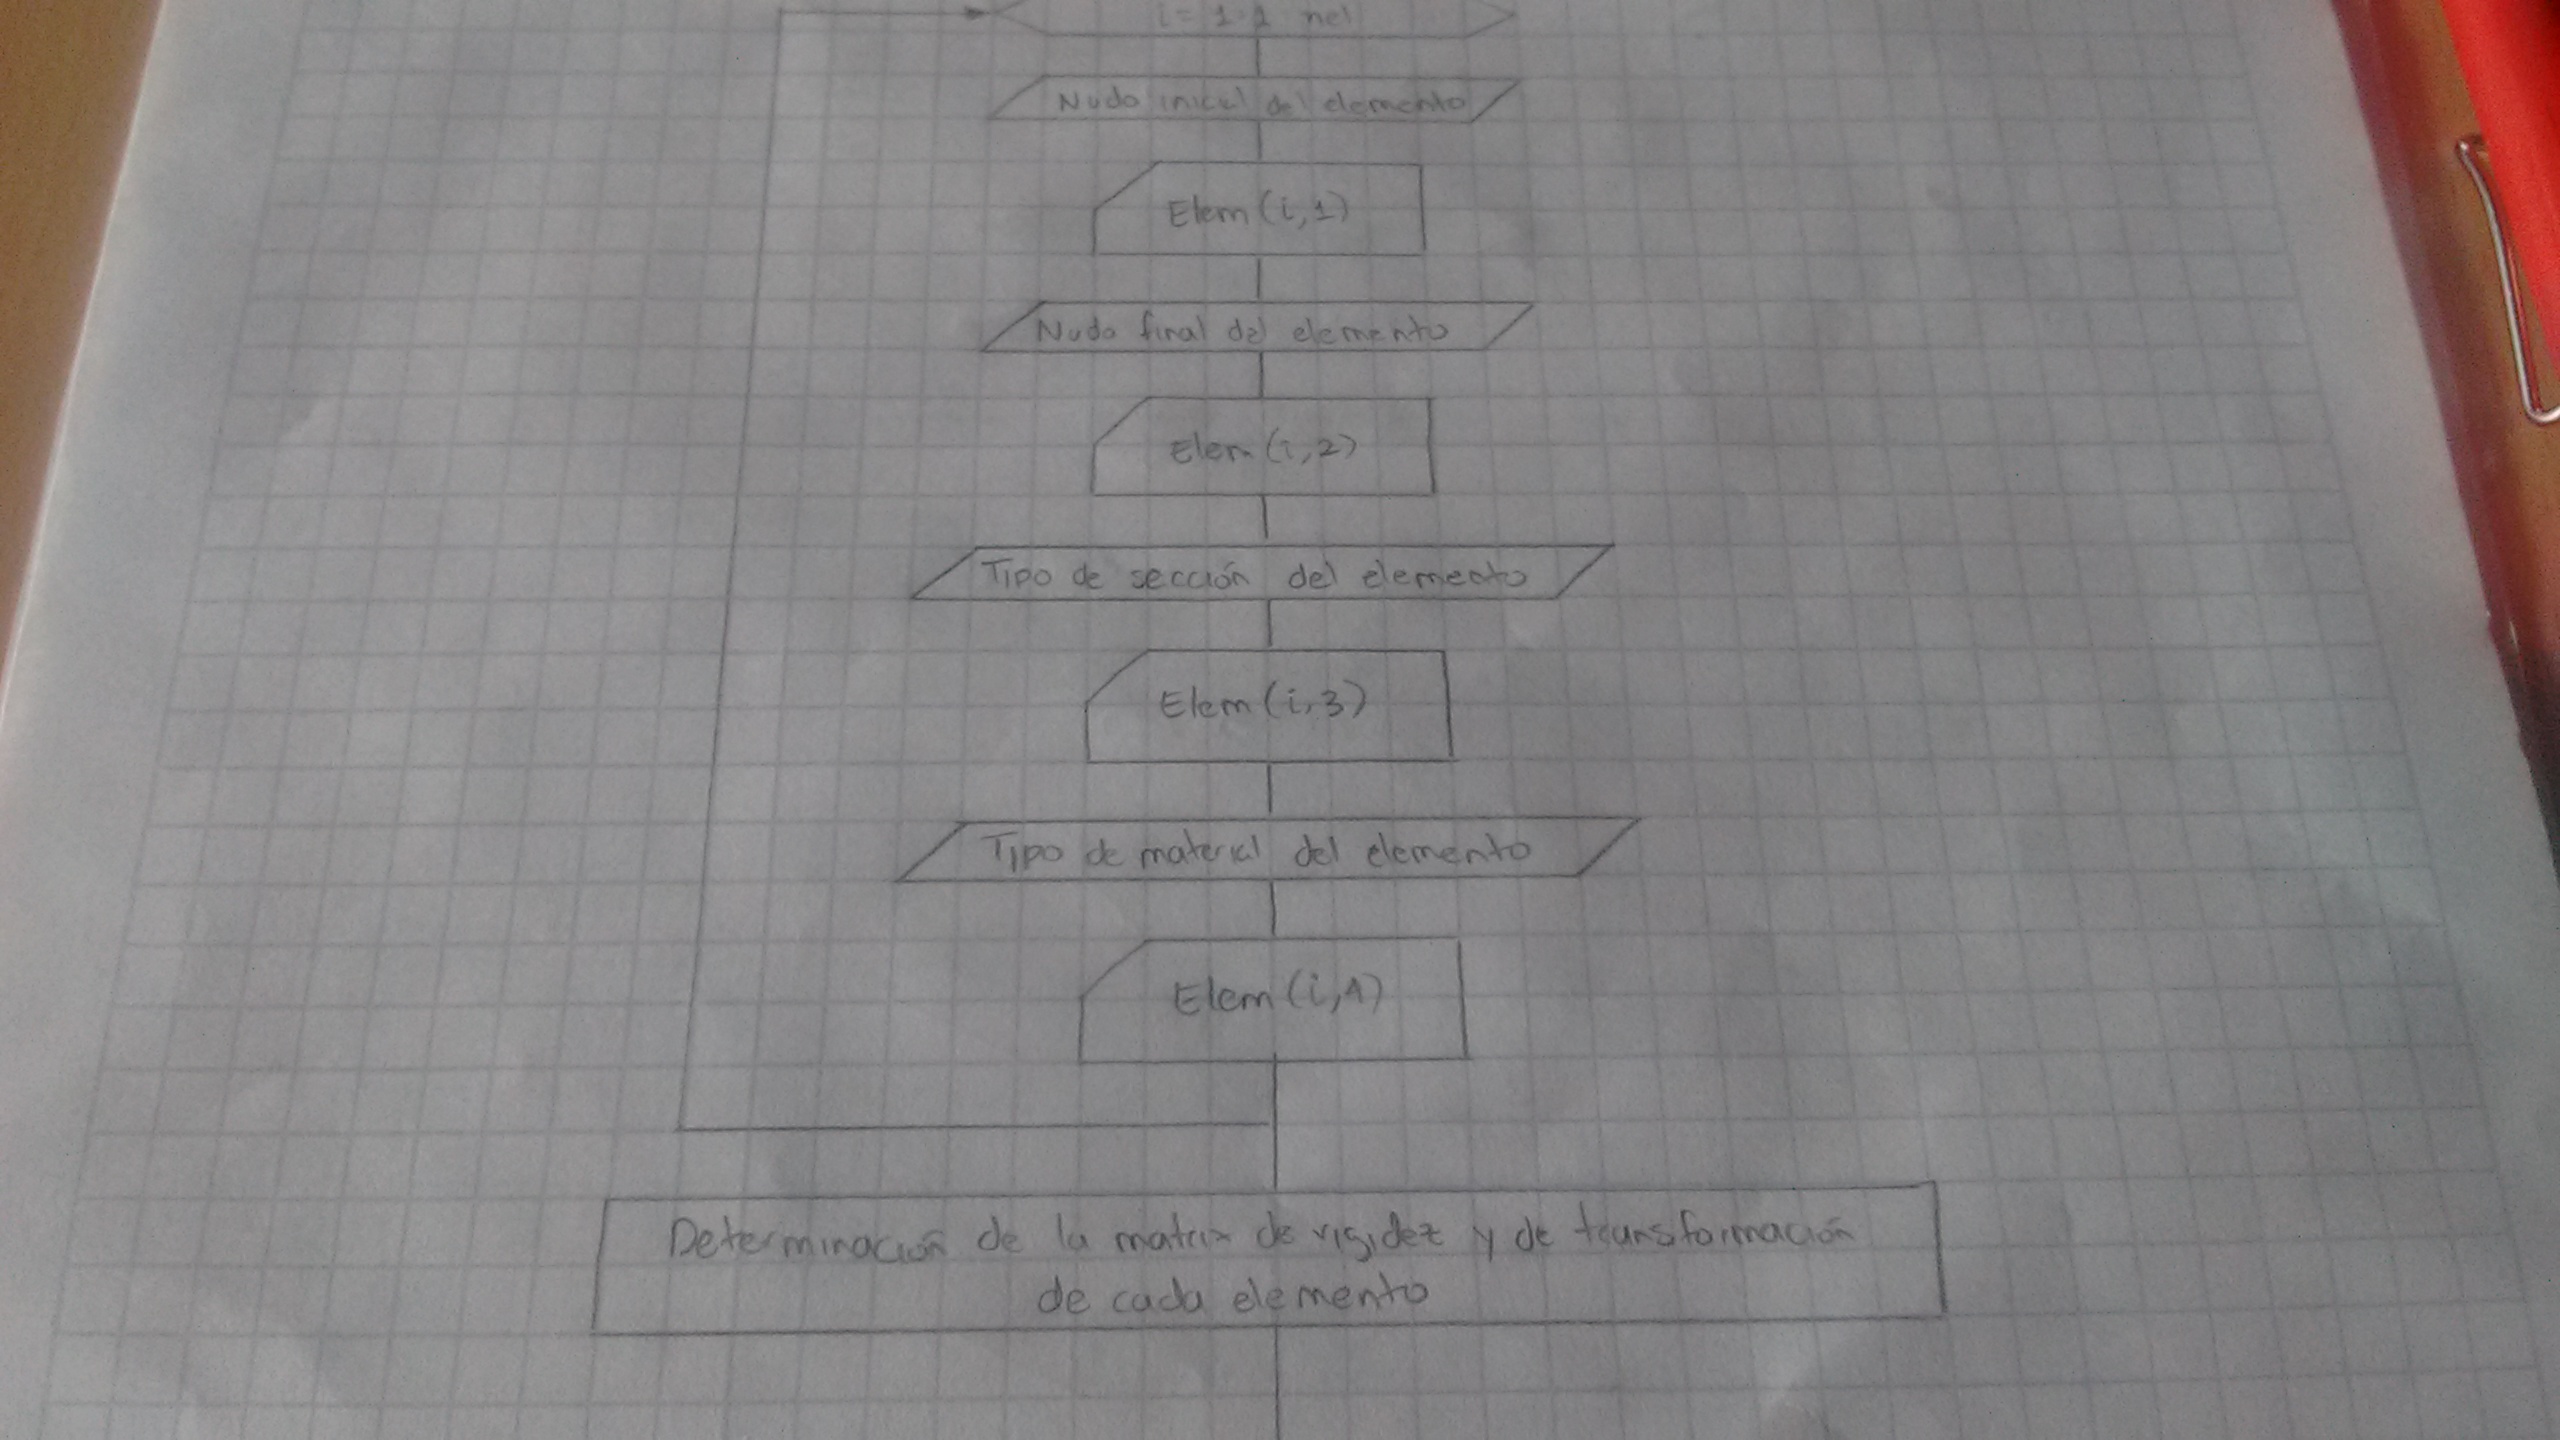 i= 1:1 nel
Nudo inicial del elemento
Elem (i,1)
Nudo final del elemento
Elem (i,2)
Tipo de sección del elemento
Elem (i,3)
Tipo de material del elemento
Elem (i,4)
Determinación de la matrix de rigidez y de transformación
de cada elemento